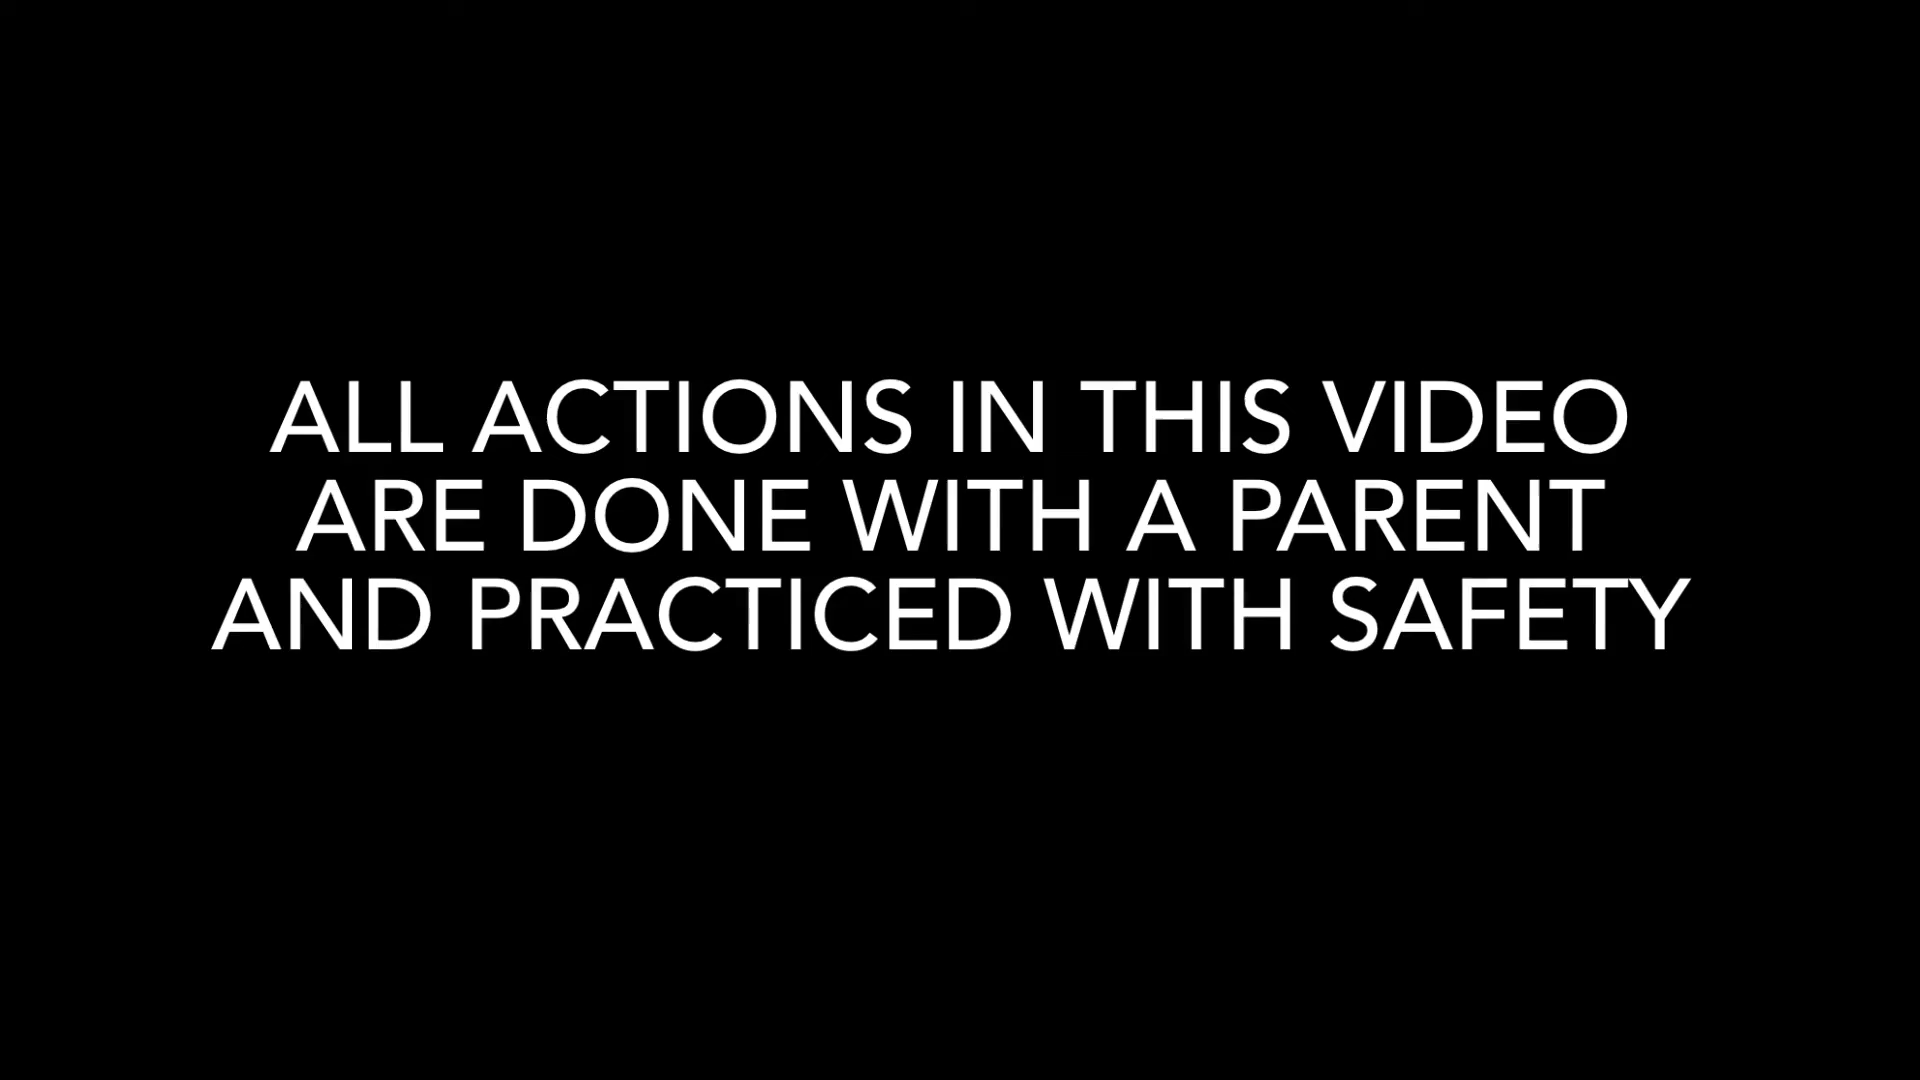 ALL ACTIONS IN THIS VIDEO
ARE DONE WITH A PARENT
AND PRACTICED WITH SAFETY